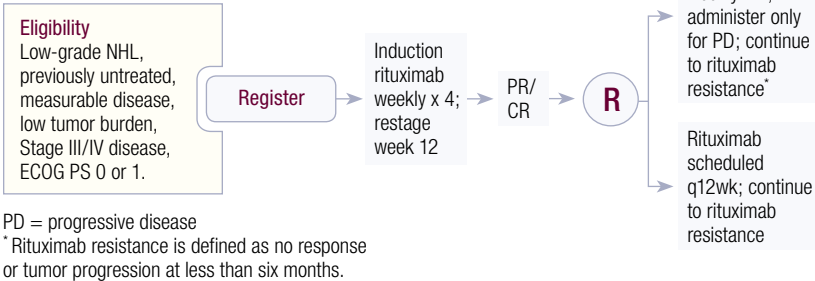 Eligibility
Low-grade NHL,
previously untreated,
measurable disease,
low tumor burden,
Stage III/IV disease,
ECOG PS 0 or 1.
Register
Induction
rituximab
weekly x 4;
restage
week 12
PR/
CR
R
administer only
for PD; continue
to rituximab
resistance*
Rituximab
scheduled
q12wk; continue
to rituximab
resistance
PD = progressive disease
* Rituximab resistance is defined as no response
or tumor progression at less than six months.